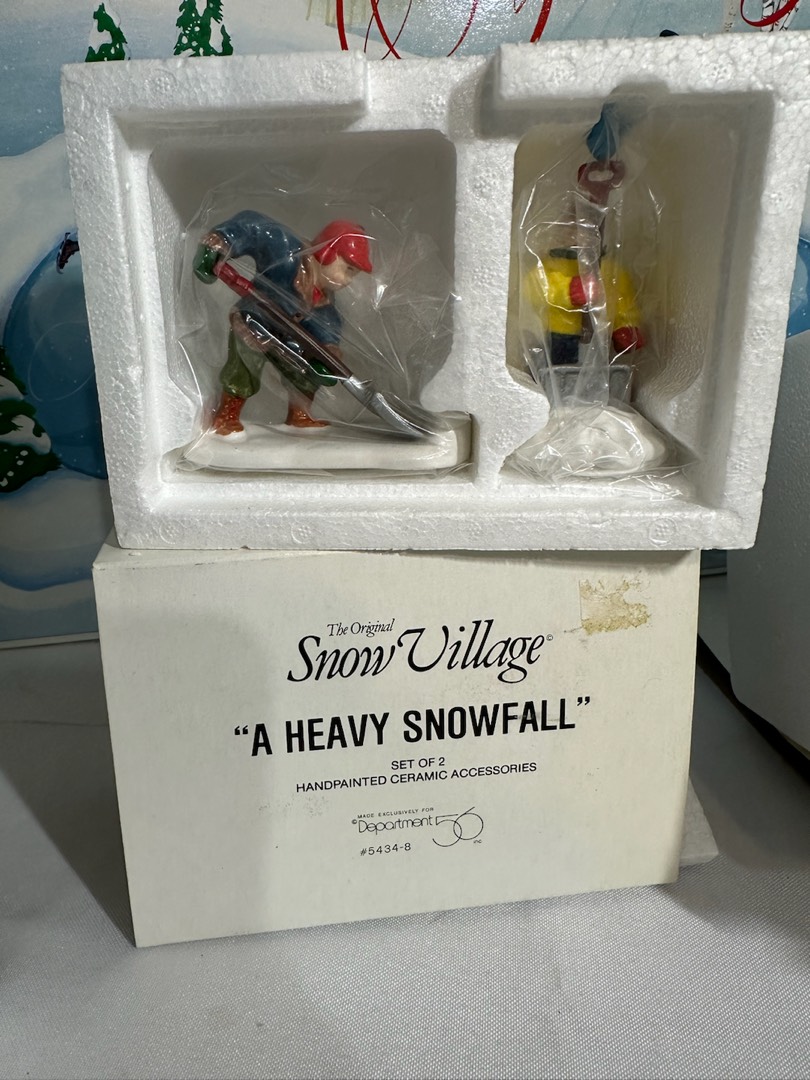 The Original
Snow Village©
“A HEAVY SNOWFALL”
SET OF 2
HANDPAINTED CERAMIC ACCESSORIES
MADE EXCLUSIVELY FOR
©Department 56 inc
#5434-8